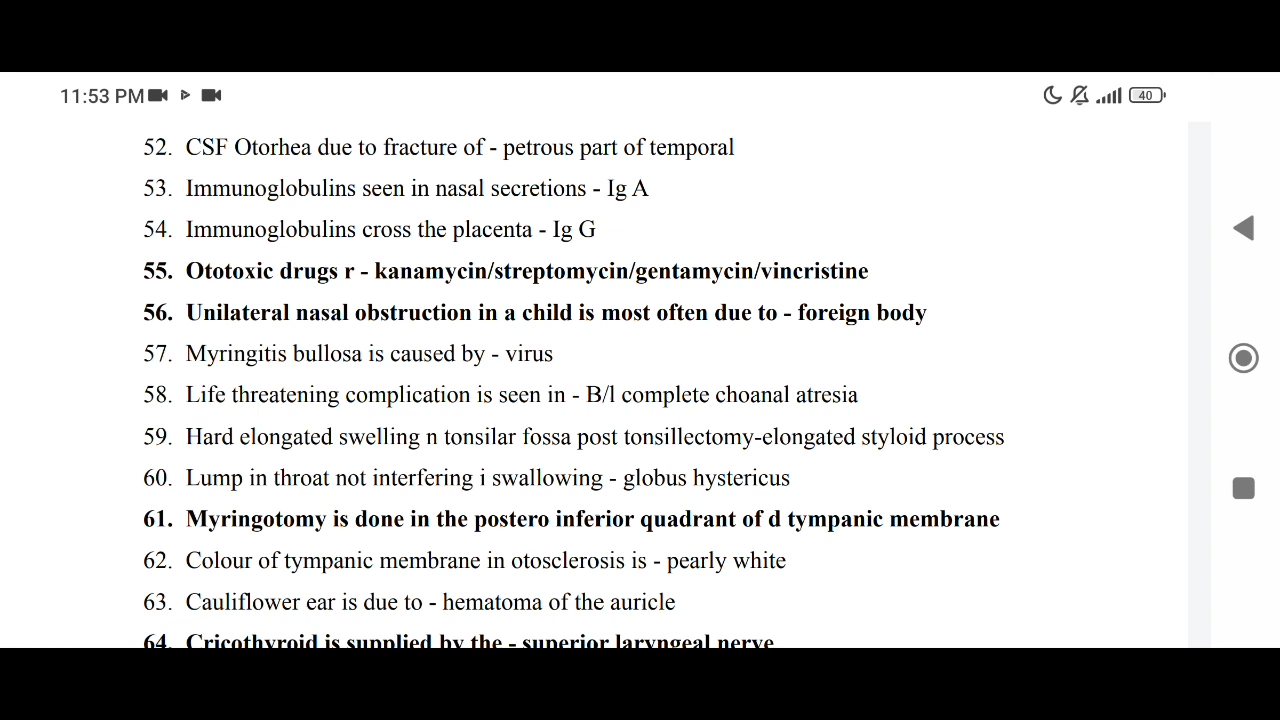 11:53 PM
40
52. CSF Otorhea due to fracture of - petrous part of temporal
53. Immunoglobulins seen in nasal secretions - Ig A
54. Immunoglobulins cross the placenta - Ig G
55. Ototoxic drugs r - kanamycin/streptomycin/gentamycin/vincristine
56. Unilateral nasal obstruction in a child is most often due to - foreign body
57. Myringitis bullosa is caused by - virus
58. Life threatening complication is seen in - B/l complete choanal atresia
59. Hard elongated swelling n tonsilar fossa post tonsillectomy-elongated styloid process
60. Lump in throat not interfering i swallowing - globus hystericus
61. Myringotomy is done in the postero inferior quadrant of d tympanic membrane
62. Colour of tympanic membrane in otosclerosis is - pearly white
63. Cauliflower ear is due to - hematoma of the auricle
64. Cricothyroid is supplied by the - superior laryngeal nerve